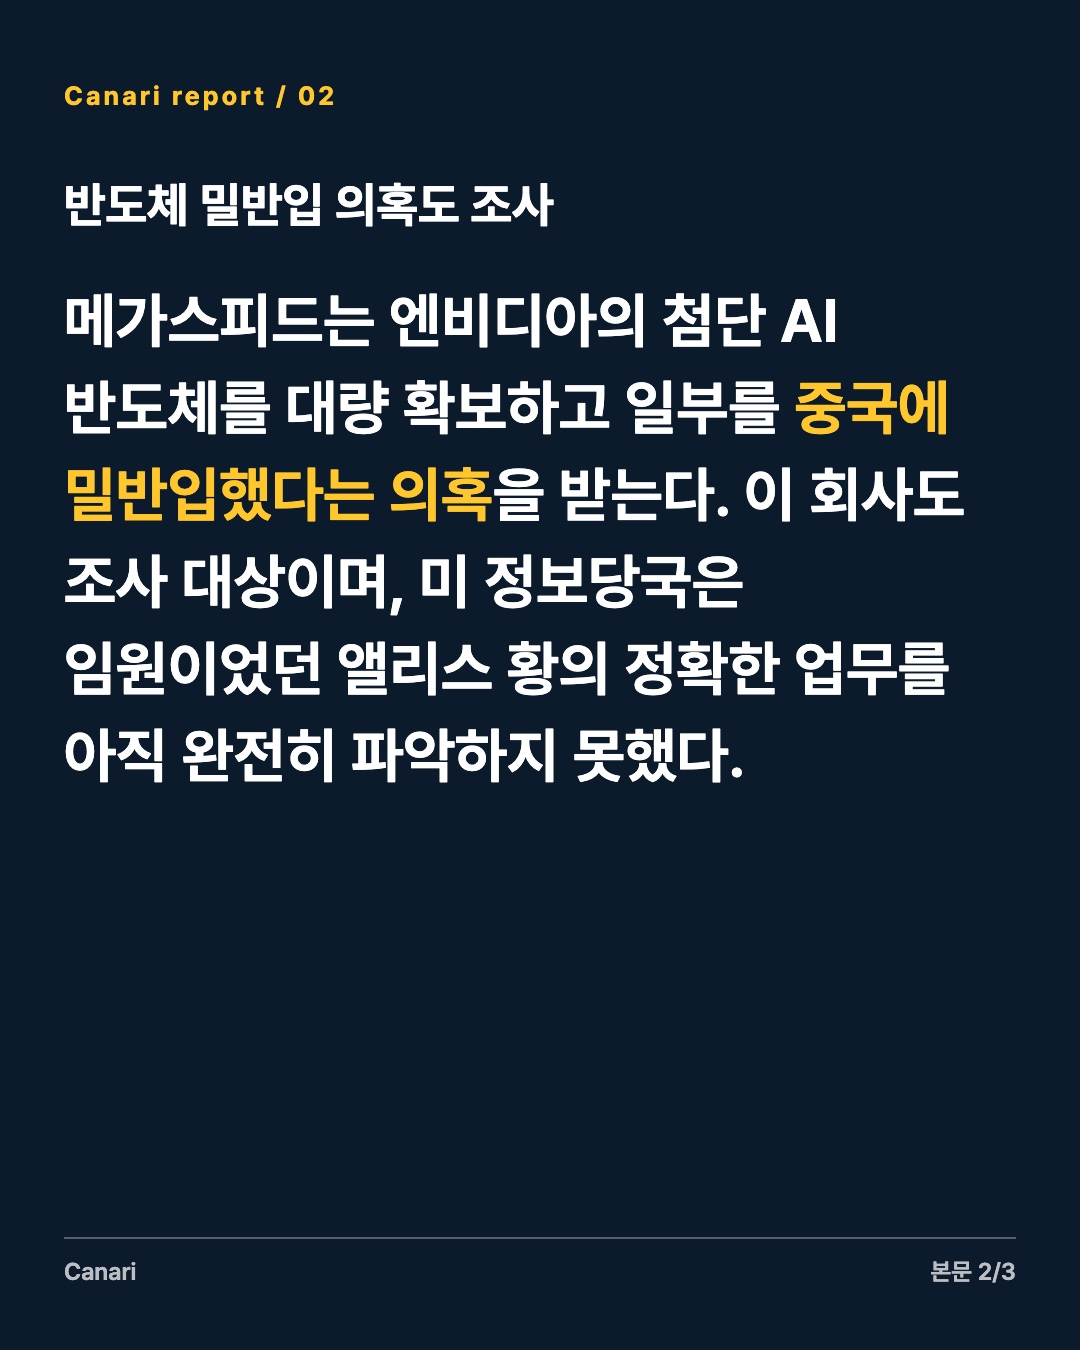 Canari report / 02
반도체 밀반입 의혹도 조사
메가스피드는 엔비디아의 첨단 AI
반도체를 대량 확보하고 일부를 중국에
밀반입했다는 의혹을 받는다. 이 회사도
조사 대상이며, 미 정보당국은
임원이었던 앨리스 황의 정확한 업무를
아직 완전히 파악하지 못했다.
Canari
본문 2/3